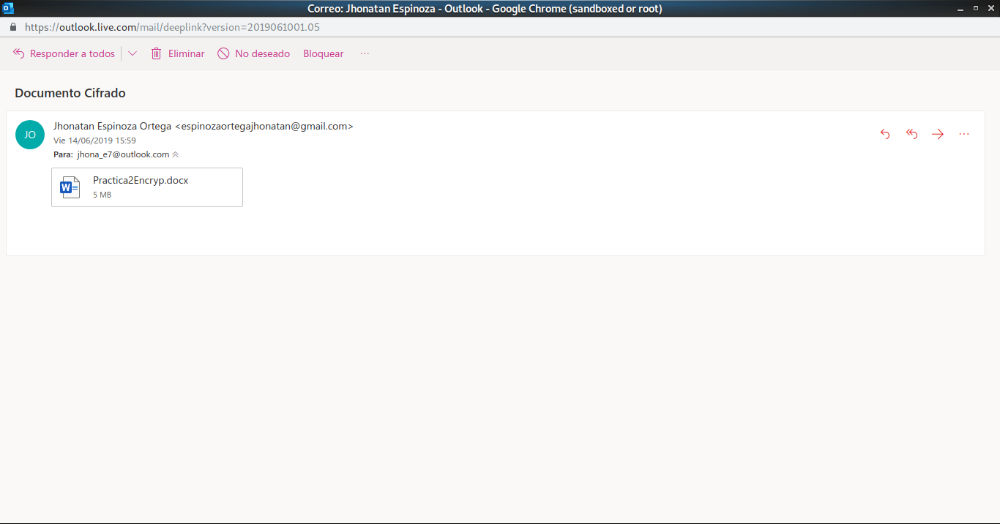 Correo: Jhonatan Espinoza - Outlook - Google Chrome (sandboxed or root)
https://outlook.live.com/mail/deeplink?version=2019061001.05
Responder a todos Eliminar No deseado Bloquear ...
Documento Cifrado
JO
Jhonatan Espinoza Ortega <espinozaortegajhonatan@gmail.com>
Vie 14/06/2019 15:59
Para: jhona_e7@outlook.com
Practica2Encryp.docx
5 MB